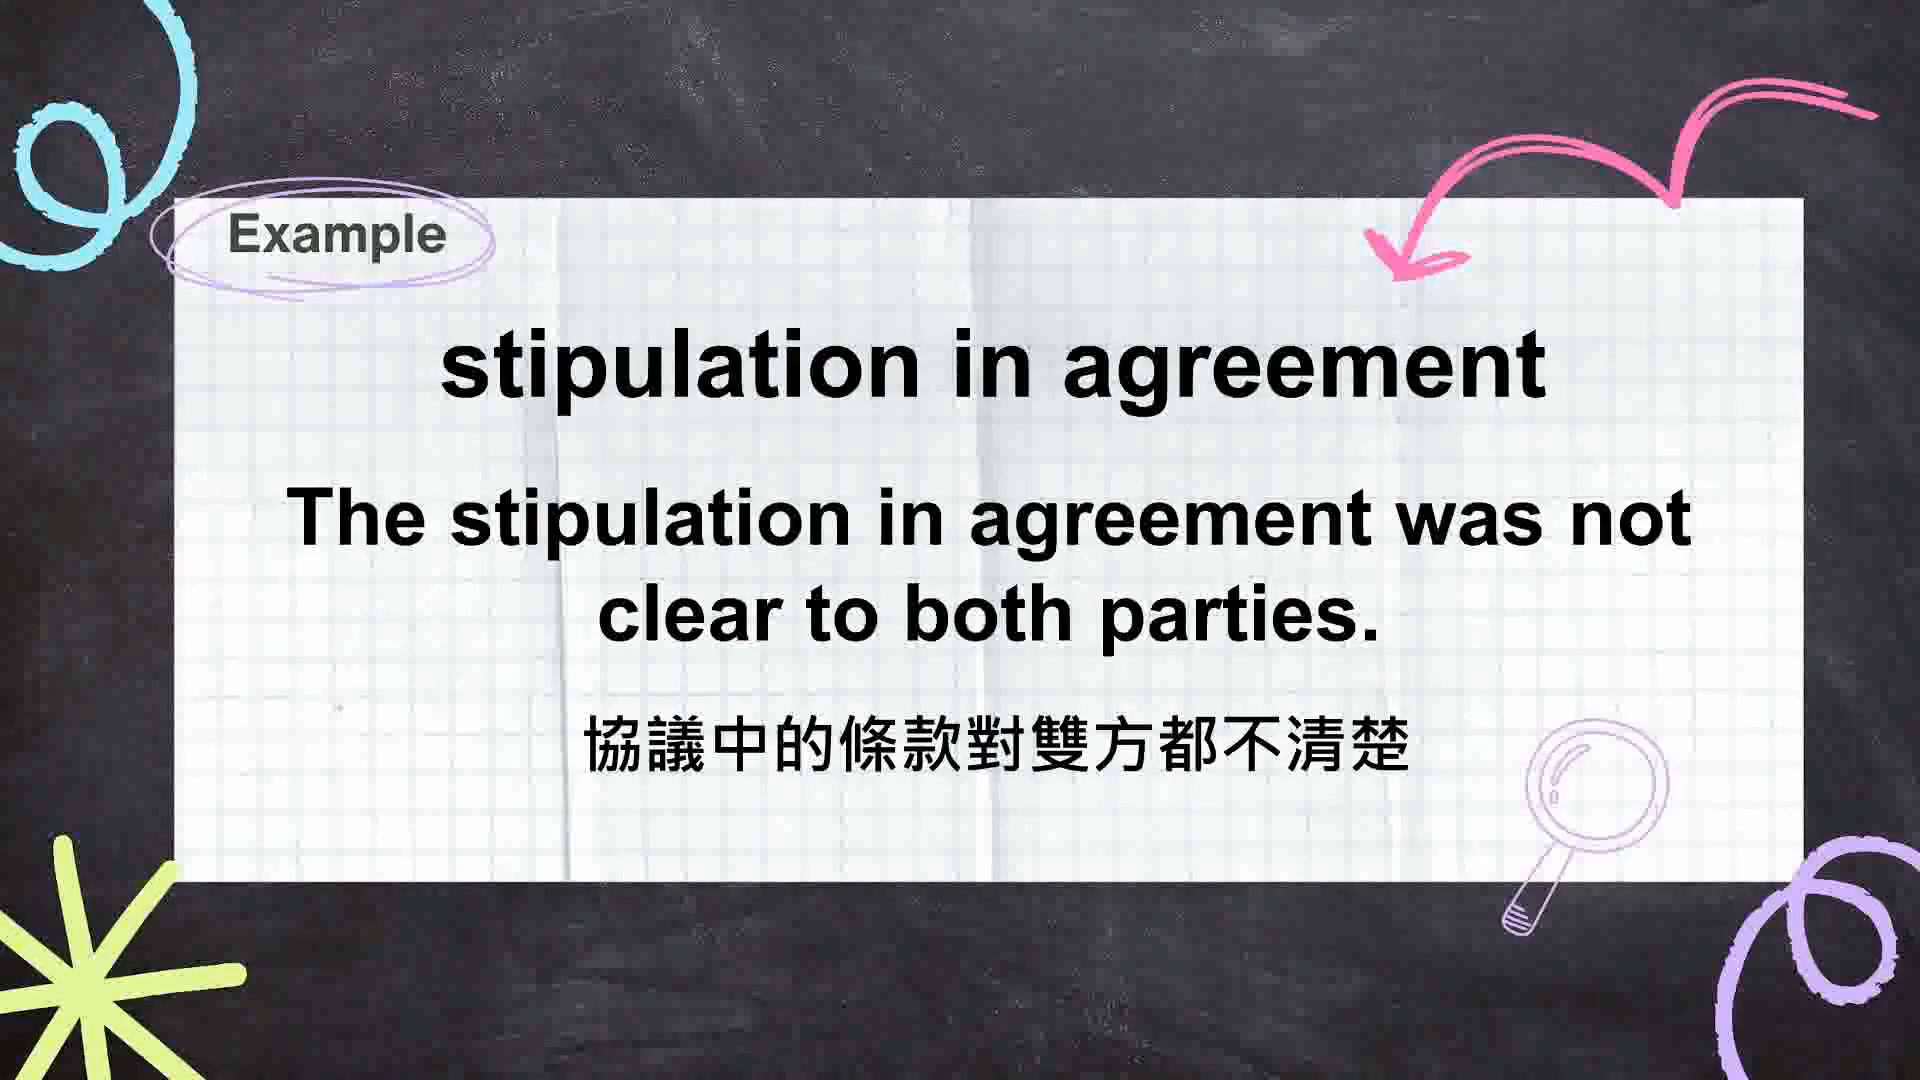 Example
stipulation in agreement
The stipulation in agreement was not
clear to both parties.
協議中的條款對雙方都不清楚